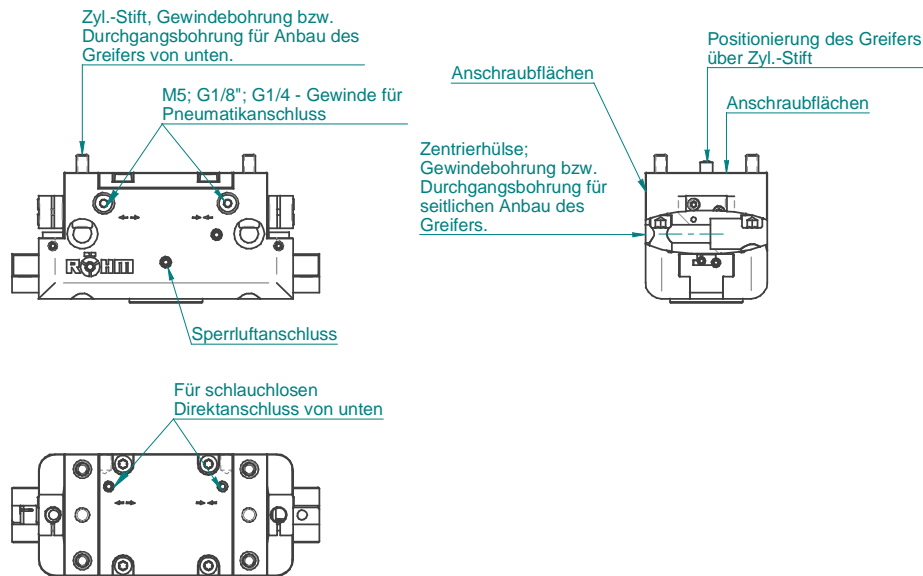 Zyl.-Stift, Gewindebohrung bzw.
Durchgangsbohrung für Anbau des
Greifers von unten.
M5; G1/8"; G1/4 - Gewinde für
Pneumatikanschluss
RÖHM
Sperrluftanschluss
Positionierung des Greifers
über Zyl.-Stift
Anschraubflächen
Anschraubflächen
Zentrierhülse;
Gewindebohrung bzw.
Durchgangsbohrung für
seitlichen Anbau des
Greifers.
Für schlauchlosen
Direktanschluss von unten